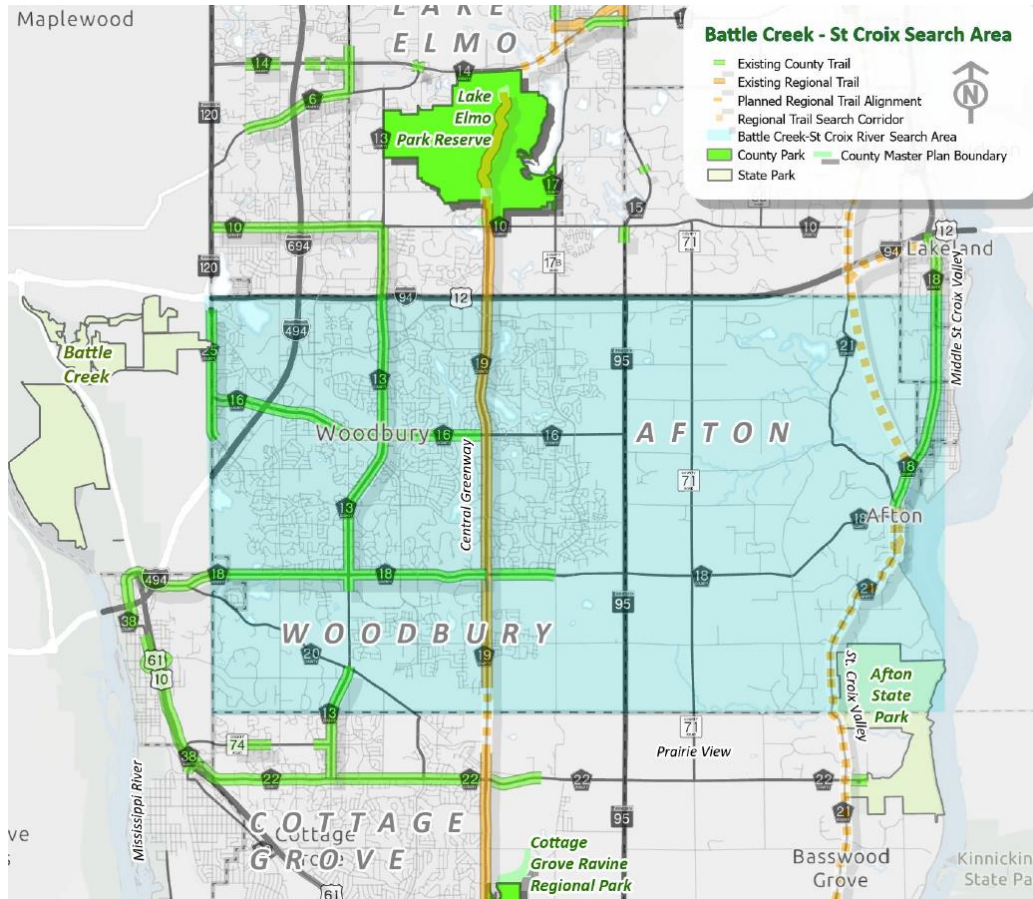 Maplewood
LAKE
ELMO
Battle Creek - St Croix Search Area
Existing County Trail
Existing Regional Trail
Planned Regional Trail Alignment
Regional Trail Search Corridor
Battle Creek-St Croix River Search Area
County Park
County Master Plan Boundary
State Park
N
14
14
6
120
13
Lake
Elmo
Park Reserve
17
15
10
694
10
71
17B
10
12
94
Lakeland
120
94
12
18
Middle St Croix Valley
494
Battle
Creek
25
19
95
21
13
16
Woodbury
16
16
AFTON
Central Greenway
71
18
13
18
Afton
494
18
18
18
95
21
38
WOODBURY
20
19
61
10
Afton
State
Park
St. Croix Valley
13
71
74
Prairie View
38
22
22
22
22
Mississippi River
95
21
COTTAGE
GROVE
Cottage
Grove
Cottage
Grove Ravine
Regional Park
Basswood
Grove
Kinnickin
State Pa
61